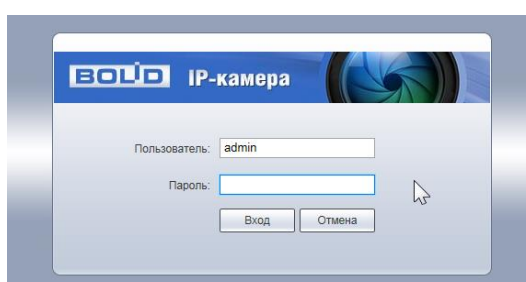 BOLID IP-камера
Пользователь: admin
Пароль:
Вход Отмена